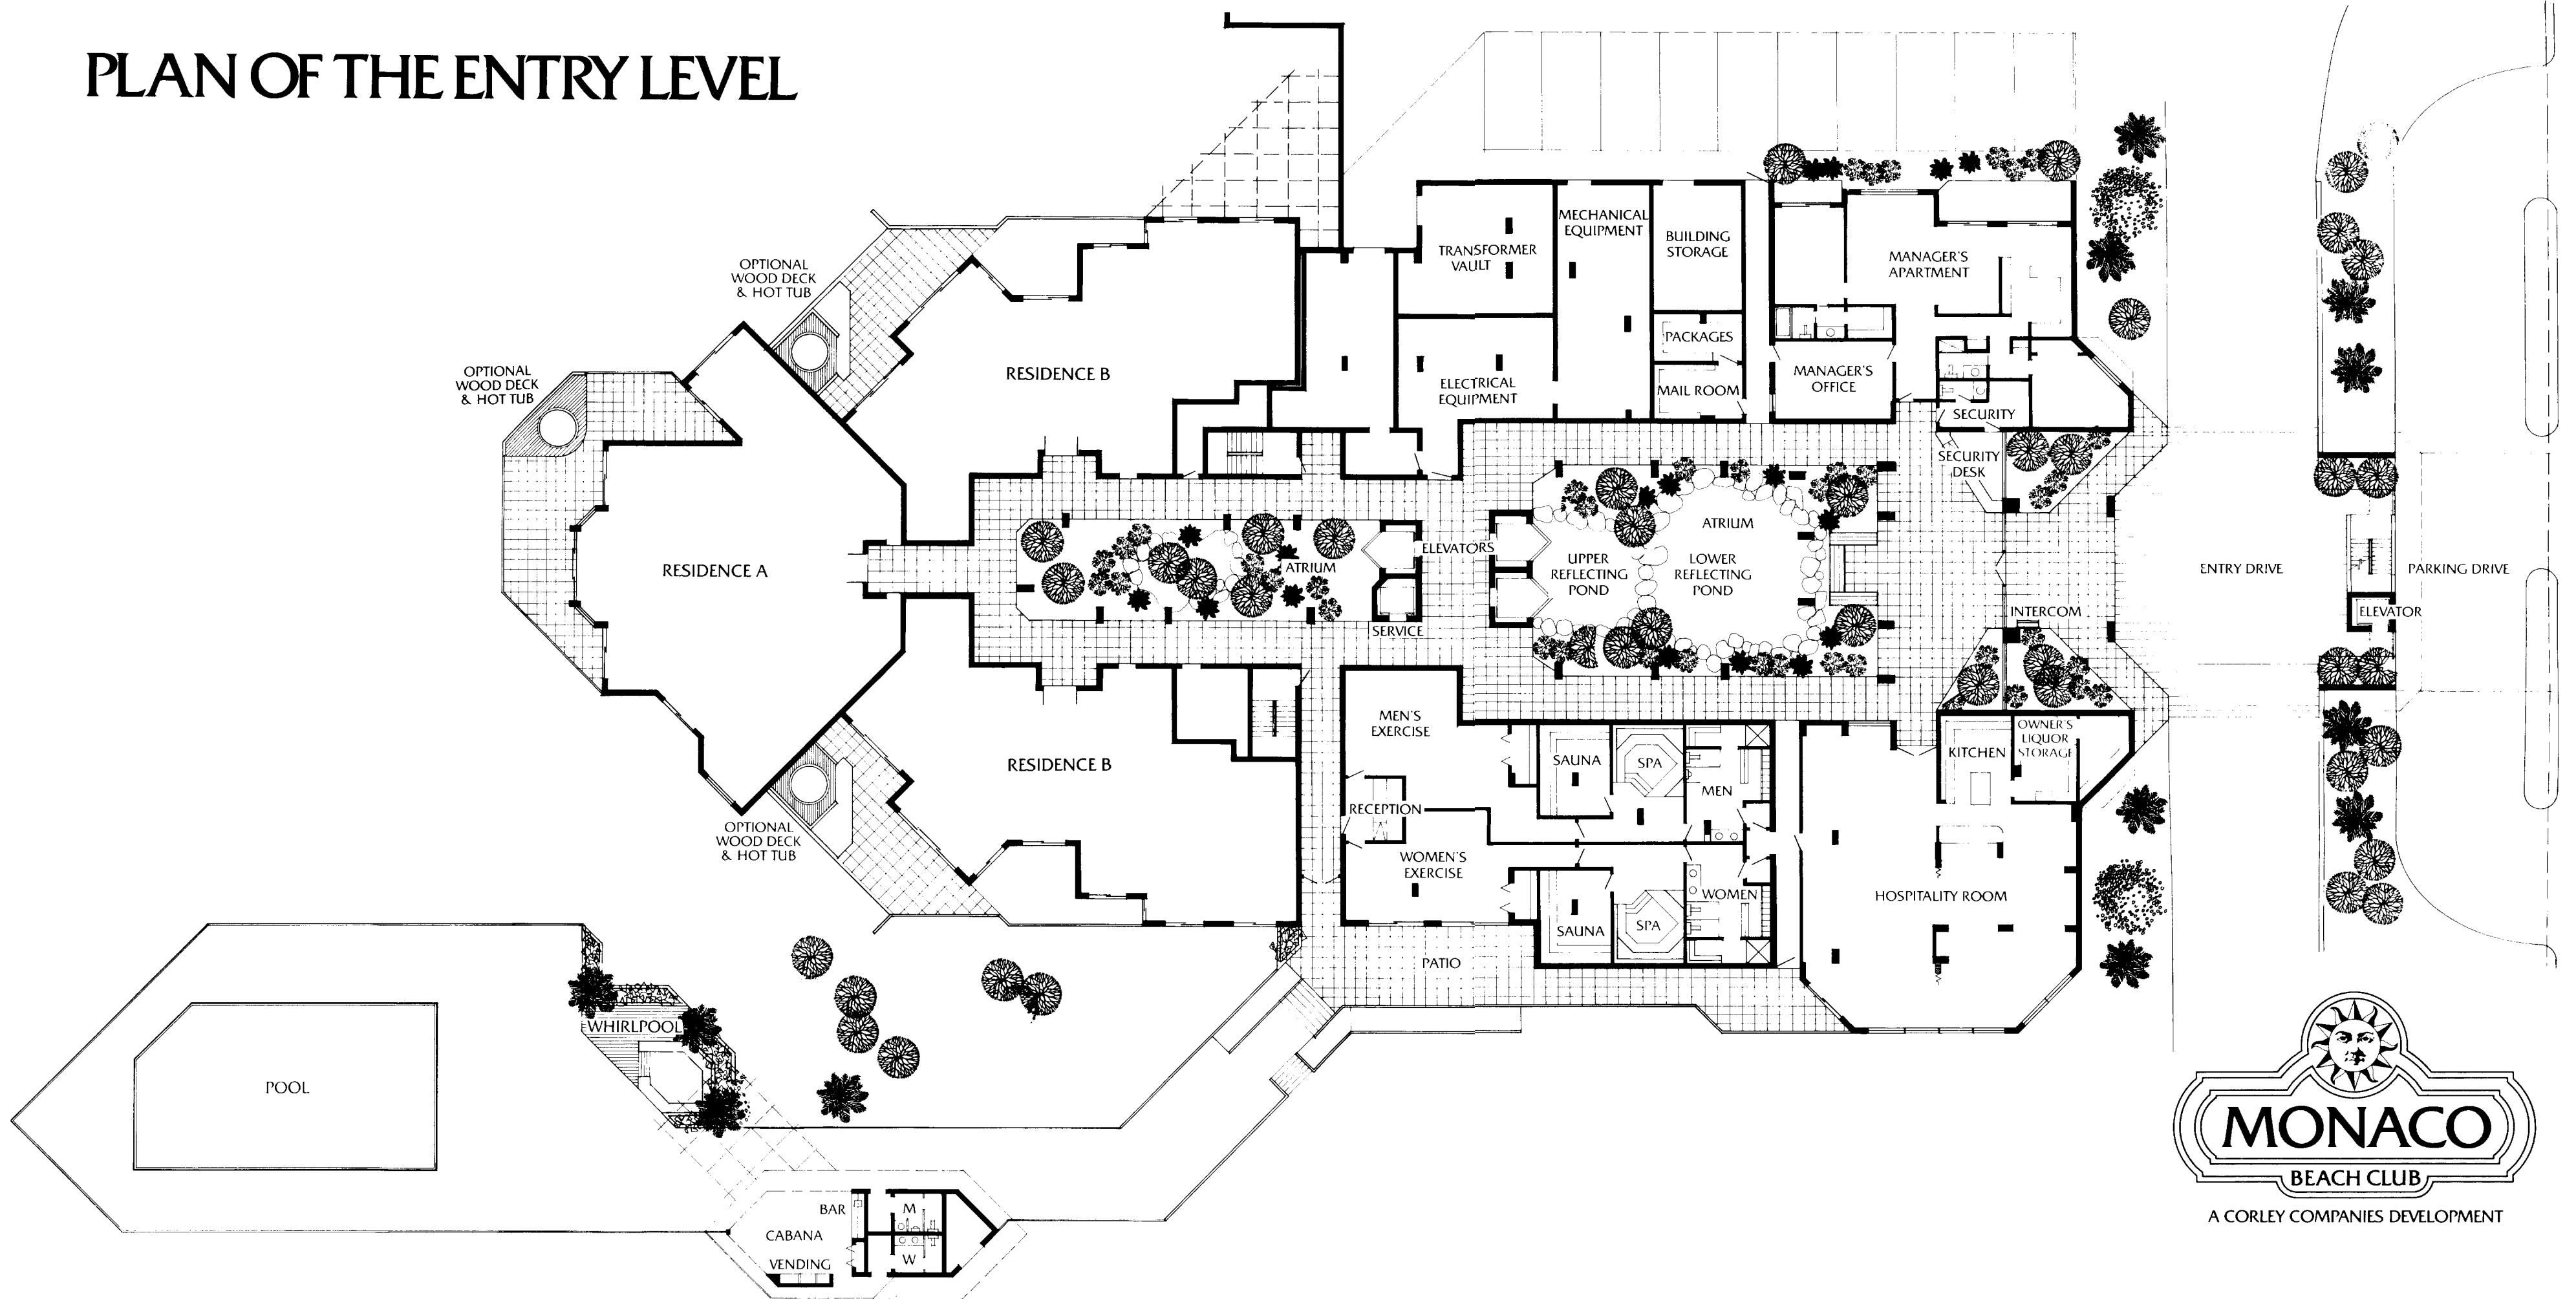 PLAN OF THE ENTRY LEVEL
OPTIONAL
WOOD DECK
& HOT TUB
OPTIONAL
WOOD DECK
& HOT TUB
RESIDENCE B
TRANSFORMER
VAULT
MECHANICAL
EQUIPMENT
BUILDING
STORAGE
MANAGER'S
APARTMENT
PACKAGES
MAIL ROOM
MANAGER'S
OFFICE
ELECTRICAL
EQUIPMENT
SECURITY
SECURITY
DESK
RESIDENCE A
ATRIUM
ELEVATORS
SERVICE
UPPER
REFLECTING
POND
ATRIUM
LOWER
REFLECTING
POND
INTERCOM
ENTRY DRIVE
PARKING DRIVE
ELEVATOR
RESIDENCE B
OPTIONAL
WOOD DECK
& HOT TUB
MEN'S
EXERCISE
RECEPTION
WOMEN'S
EXERCISE
SAUNA
SPA
MEN
SAUNA
SPA
WOMEN
KITCHEN
OWNER'S
LIQUOR
STORAGE
HOSPITALITY ROOM
PATIO
WHIRLPOOL
POOL
BAR
CABANA
VENDING
M
W
MONACO
BEACH CLUB
A CORLEY COMPANIES DEVELOPMENT